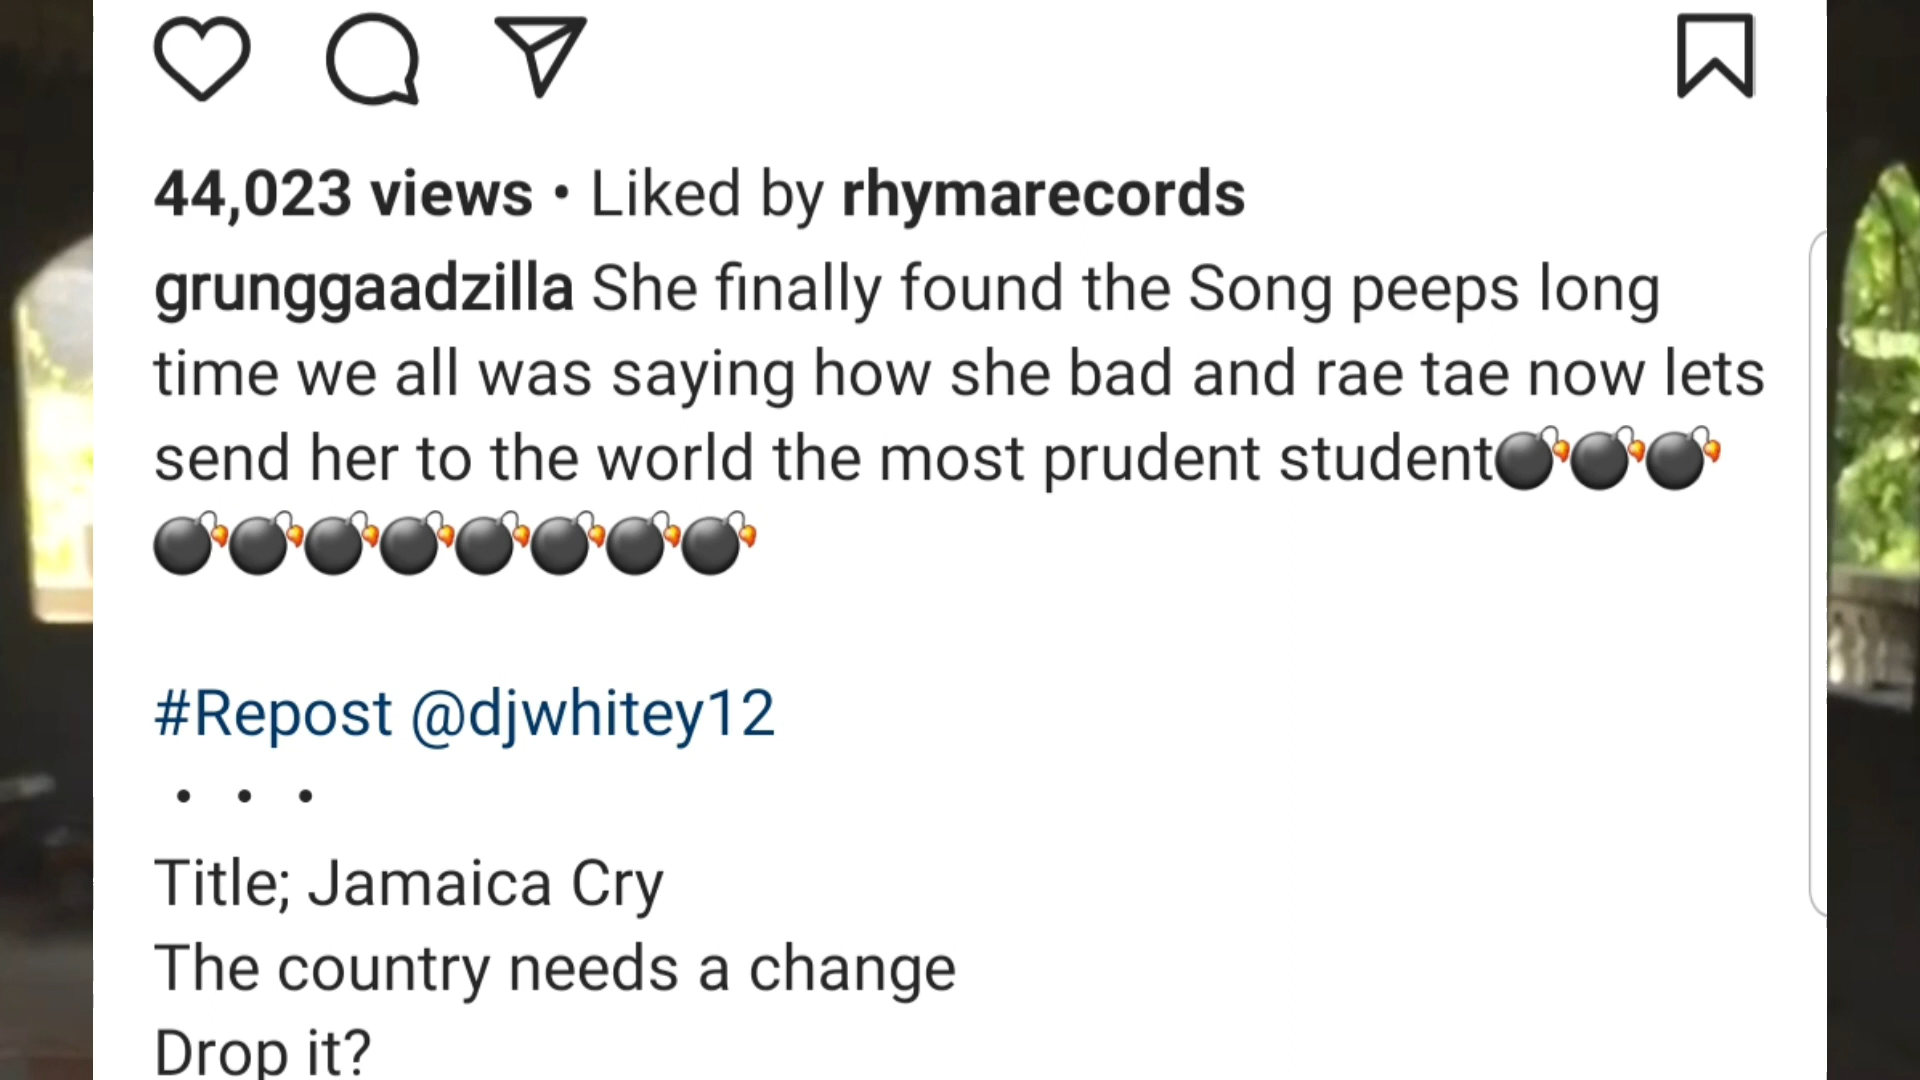 44,023 views • Liked by rhymarecords
grunggaadzilla She finally found the Song peeps long
time we all was saying how she bad and rae tae now lets
send her to the world the most prudent student💣💣💣
💣💣💣💣💣💣💣💣
#Repost @djwhitey12
• • •
Title; Jamaica Cry
The country needs a change
Drop it?